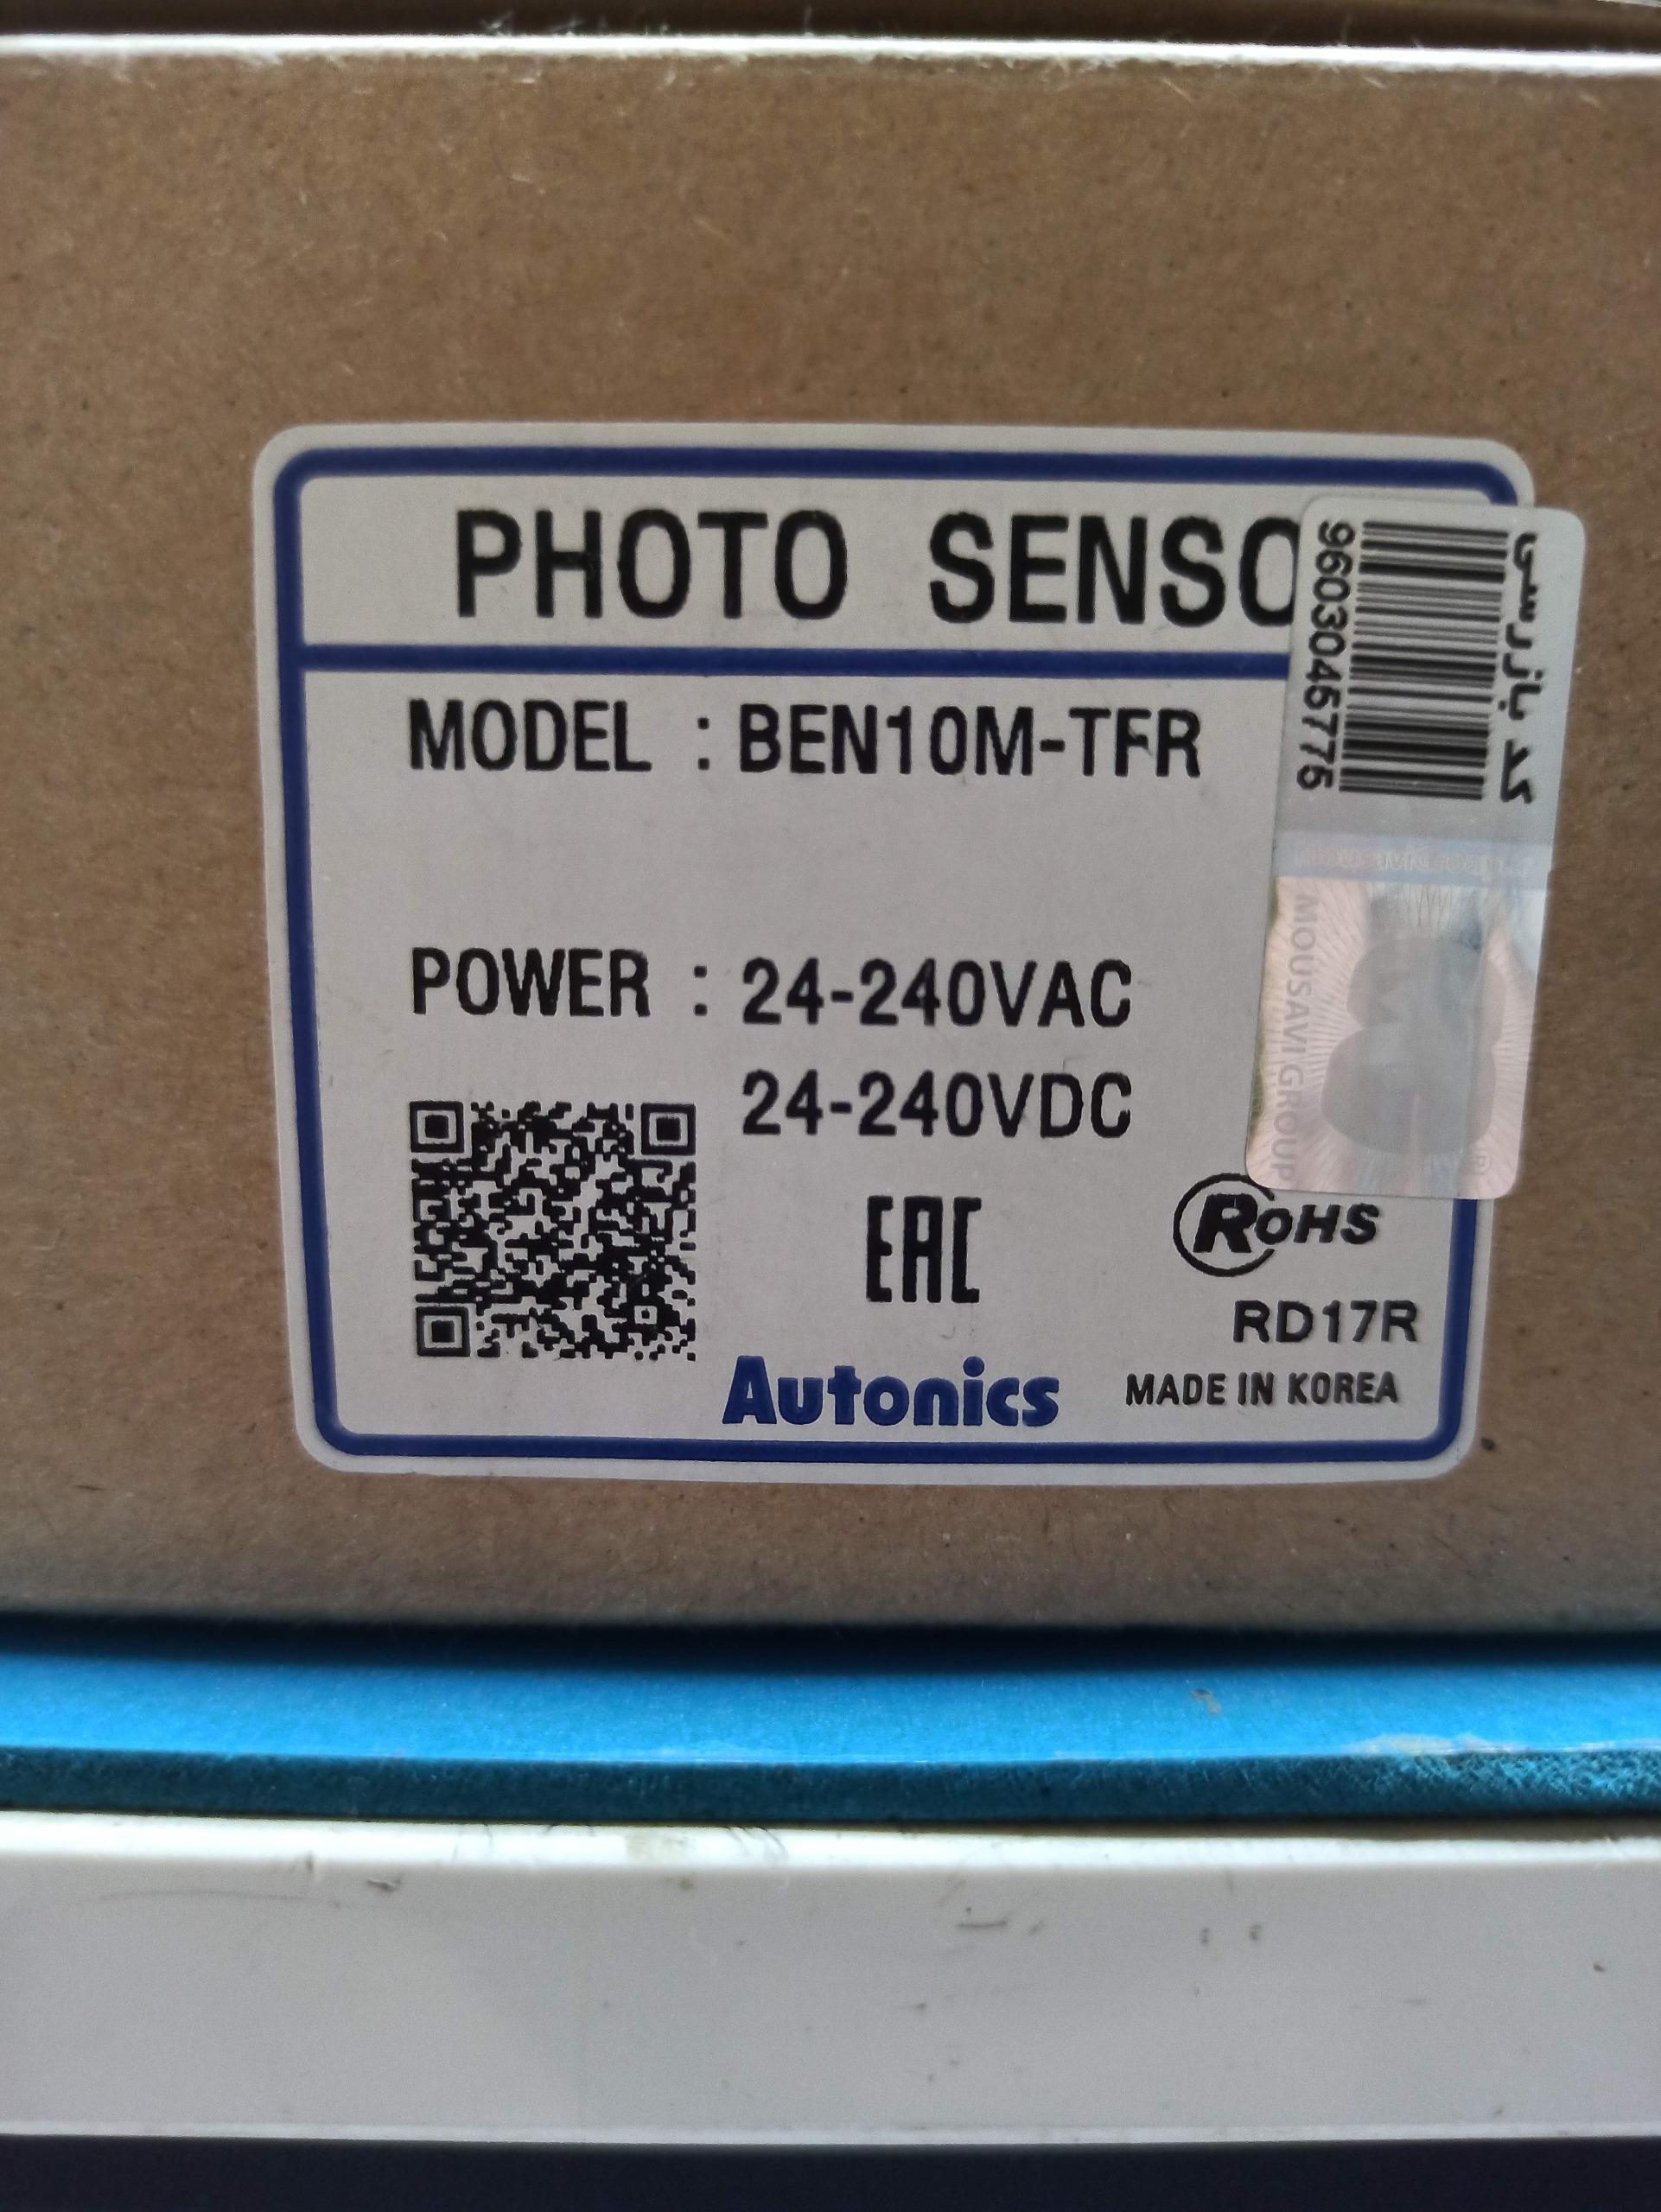 PHOTO SENSO
MODEL : BEN10M-TFR
POWER : 24-240VAC
24-240VDC
EAC
RoHS
RD17R
Autonics
MADE IN KOREA
کد بازرسی
9603045775
MOUSAVI GROUP
®